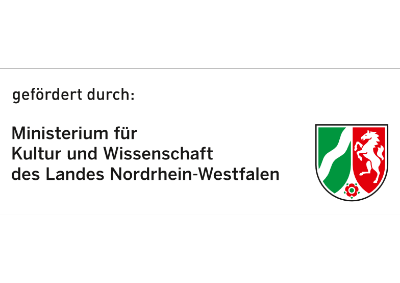 gefördert durch:
Ministerium für
Kultur und Wissenschaft
des Landes Nordrhein-Westfalen